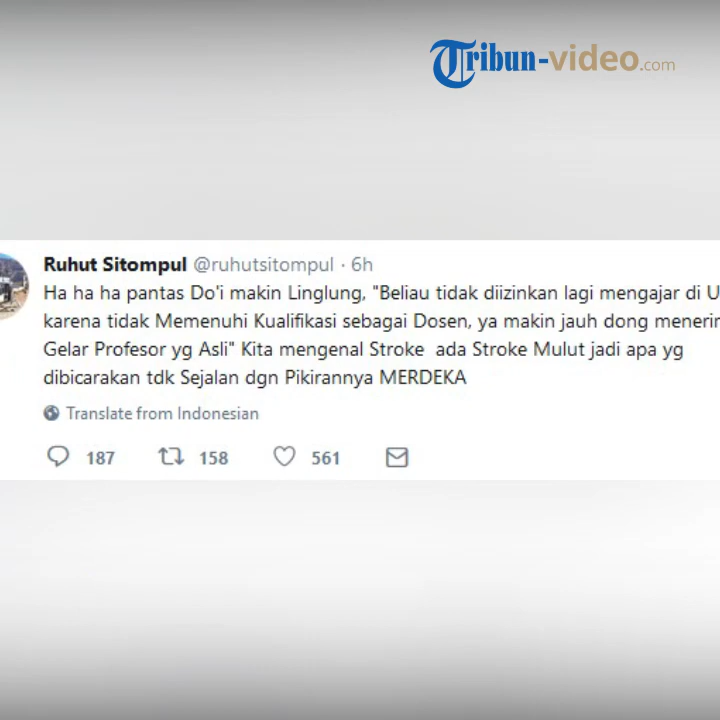 Tribun-video.com
Ruhut Sitompul @ruhutsitompul · 6h
Ha ha ha pantas Do'i makin Linglung, "Beliau tidak diizinkan lagi mengajar di
karena tidak Memenuhi Kualifikasi sebagai Dosen, ya makin jauh dong
Gelar Profesor yg Asli" Kita mengenal Stroke ada Stroke Mulut jadi apa yg
dibicarakan tdk Sejalan dgn Pikirannya MERDEKA
Translate from Indonesian
187 158 561